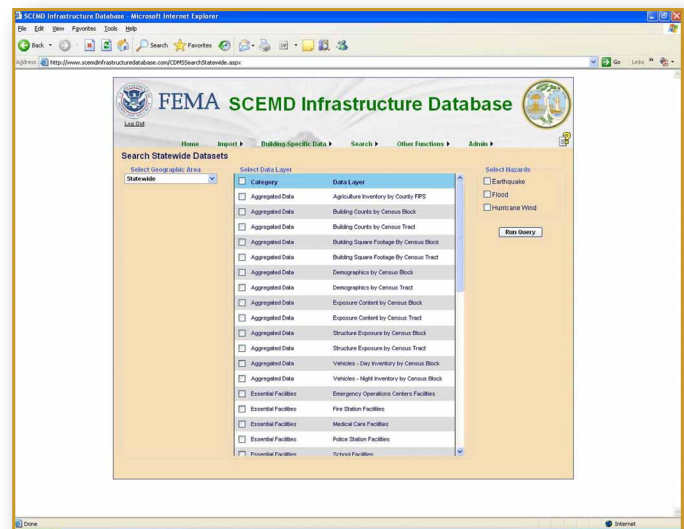 SCEMD Infrastructure Database - Microsoft Internet Explorer
File Edit View Favorites Tools Help
Back Search Favorites
Address http://www.scemdinfrastructuredatabase.com/CDMSSearchStatewide.aspx Go Links »
FEMA SCEMD Infrastructure Database
Log Out
Home Import Building-Specific Data Search Other Functions Admin
Search Statewide Datasets
Select Geographic Area Select Data Layer Select Hazards
Statewide Category Data Layer Earthquake
Aggregated Data Agriculture Inventory by County FIPS Flood
Aggregated Data Building Counts by Census Block Hurricane Wind
Aggregated Data Building Counts by Census Tract Run Query
Aggregated Data Building Square Footage By Census Block
Aggregated Data Building Square Footage By Census Tract
Aggregated Data Demographics by Census Block
Aggregated Data Demographics by Census Tract
Aggregated Data Exposure Content by Census Block
Aggregated Data Exposure Content by Census Tract
Aggregated Data Structure Exposure by Census Block
Aggregated Data Structure Exposure by Census Tract
Aggregated Data Vehicles - Day Inventory by Census Block
Aggregated Data Vehicles - Night Inventory by Census Block
Essential Facilities Emergency Operations Centers Facilities
Essential Facilities Fire Station Facilities
Essential Facilities Medical Care Facilities
Essential Facilities Police Station Facilities
Essential Facilities School Facilities
Done Internet